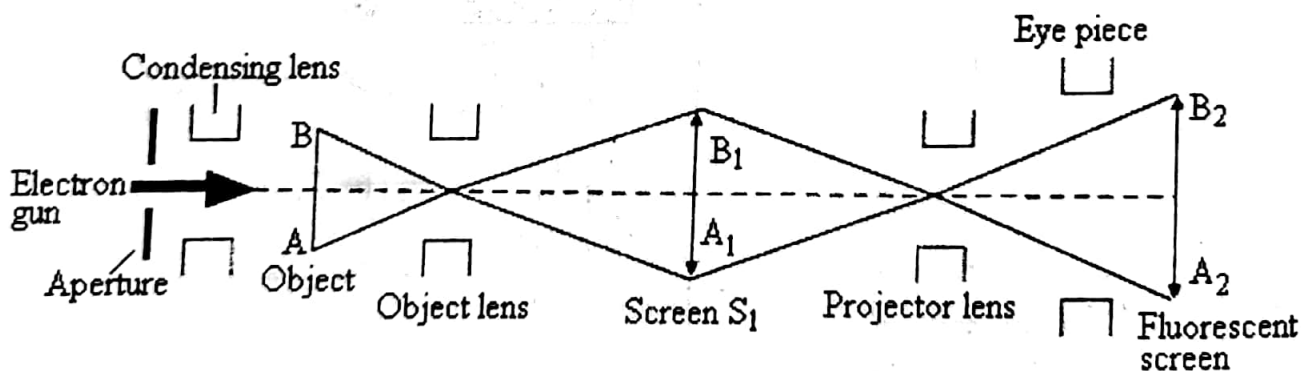 Eye piece
Condensing lens
B
B1
B2
Electron
gun
A
A1
A2
Aperture
Object
Object lens
Screen S1
Projector lens
Fluorescent
screen